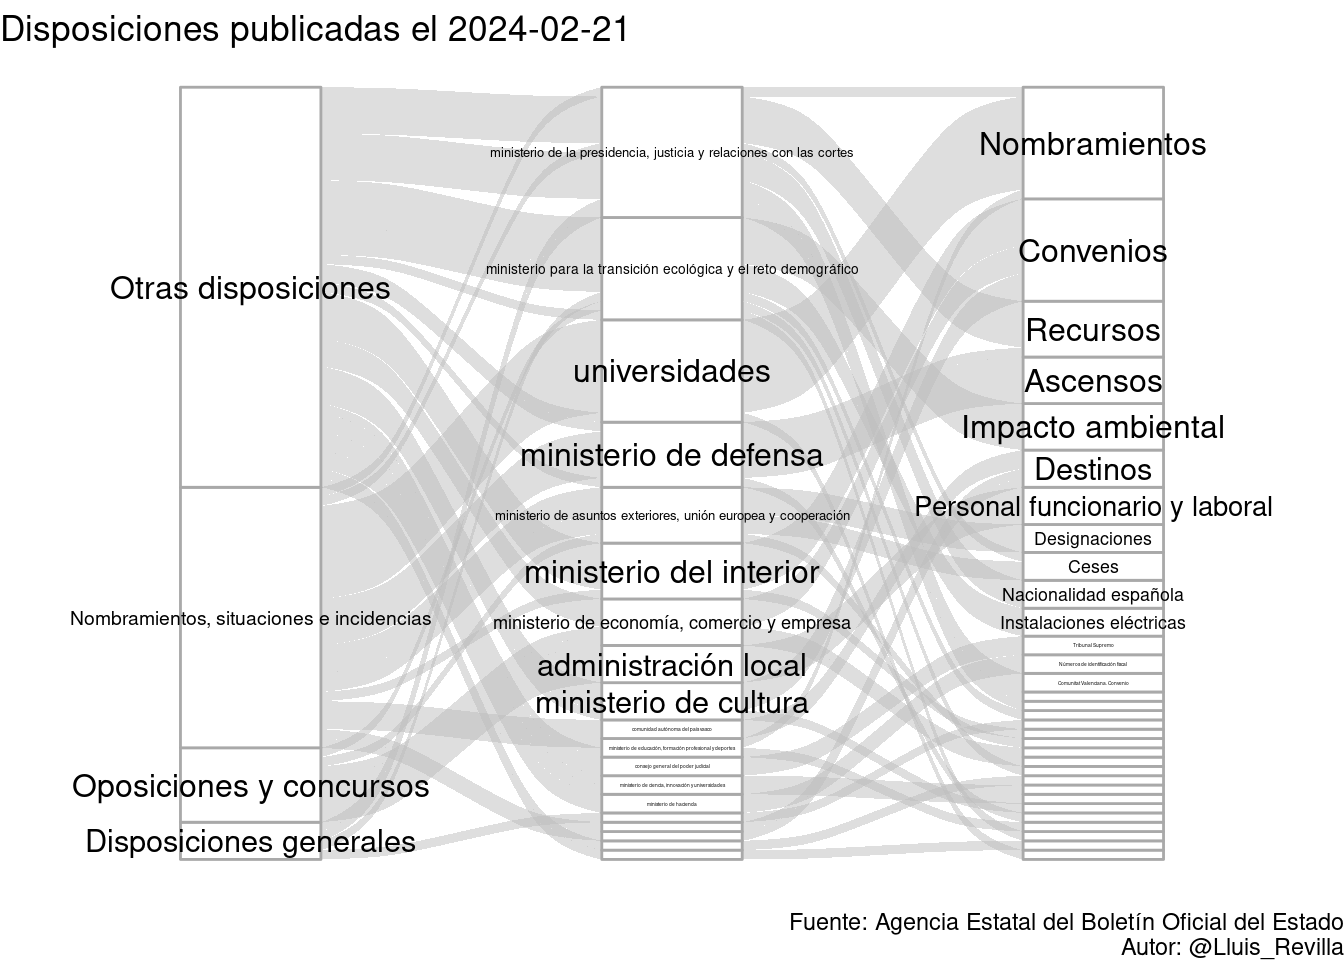 Disposiciones publicadas el 2024-02-21
Otras disposiciones
Nombramientos, situaciones e incidencias
Oposiciones y concursos
Disposiciones generales
ministerio de la presidencia, justicia y relaciones con las cortes
ministerio para la transición ecológica y el reto demográfico
universidades
ministerio de defensa
ministerio de asuntos exteriores, unión europea y cooperación
ministerio del interior
ministerio de economía, comercio y empresa
administración local
ministerio de cultura
comunidad autónoma del país vasco
ministerio de educación, formación profesional y deportes
consejo general del poder judicial
ministerio de ciencia, innovación y universidades
ministerio de hacienda
Nombramientos
Convenios
Recursos
Ascensos
Impacto ambiental
Destinos
Personal funcionario y laboral
Designaciones
Ceses
Nacionalidad española
Instalaciones eléctricas
Tribunal Supremo
Números de identificación fiscal
Comunitat Valenciana. Convenio
Fuente: Agencia Estatal del Boletín Oficial del Estado
Autor: @Lluis_Revilla